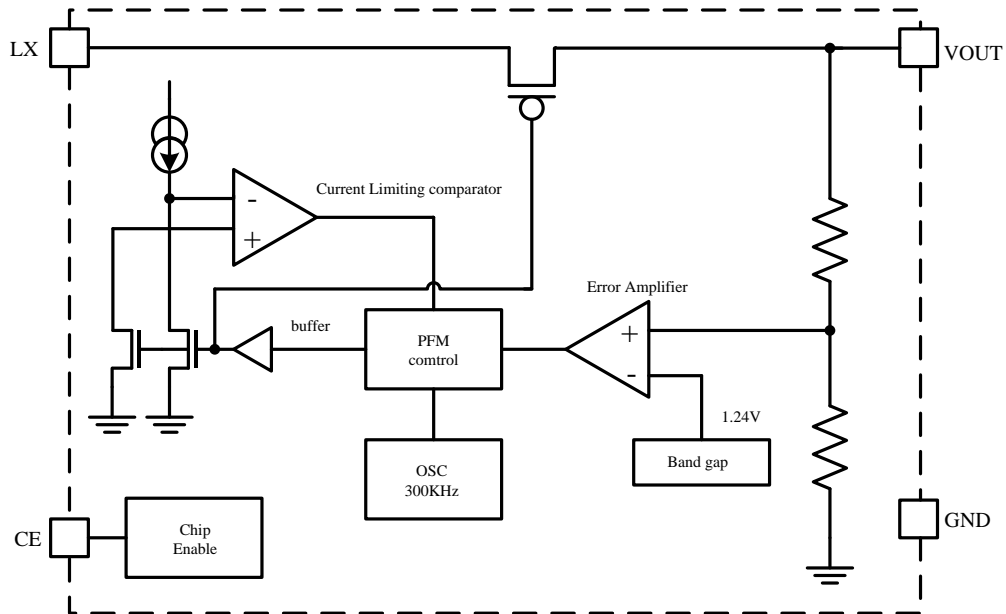 LX
VOUT
Current Limiting comparator
-
+
Error Amplifier
buffer
PFM
comtrol
+
-
1.24V
OSC
300KHz
Band gap
CE
Chip
Enable
GND